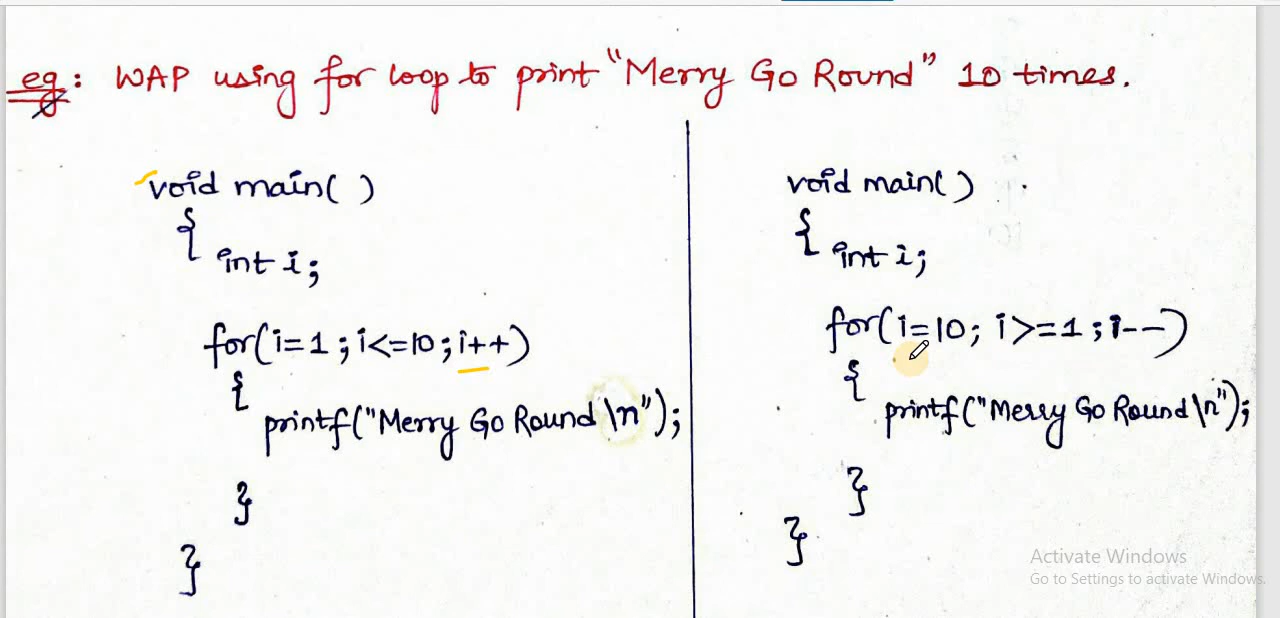 eg: WAP using for loop to print "Merry Go Round" 10 times.
void main( )
{
int i;
for(i=1 ; i<=10 ; i++)
{
printf("Merry Go Round \n");
}
}
void main( )
{
int i;
for(i=10; i>=1 ; i--)
{
printf("Merry Go Round \n");
}
}
Activate Windows
Go to Settings to activate Windows.